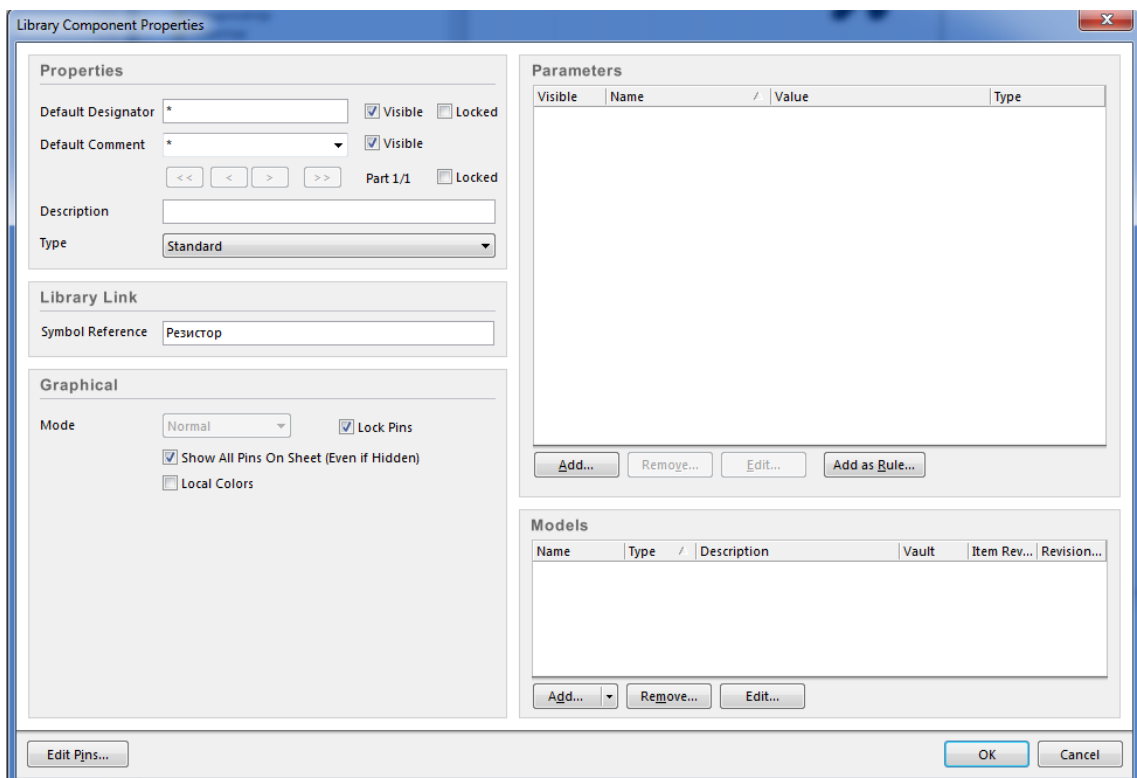 Library Component Properties
Properties
Default Designator * Visible Locked
Default Comment * Visible
<< < > >> Part 1/1 Locked
Description
Type Standard
Library Link
Symbol Reference Резистор
Graphical
Mode Normal Lock Pins
Show All Pins On Sheet (Even if Hidden)
Local Colors
Parameters
Visible Name Value Type
Add... Remove... Edit... Add as Rule...
Models
Name Type Description Vault Item Rev... Revision...
Add... Remove... Edit...
Edit Pins... OK Cancel